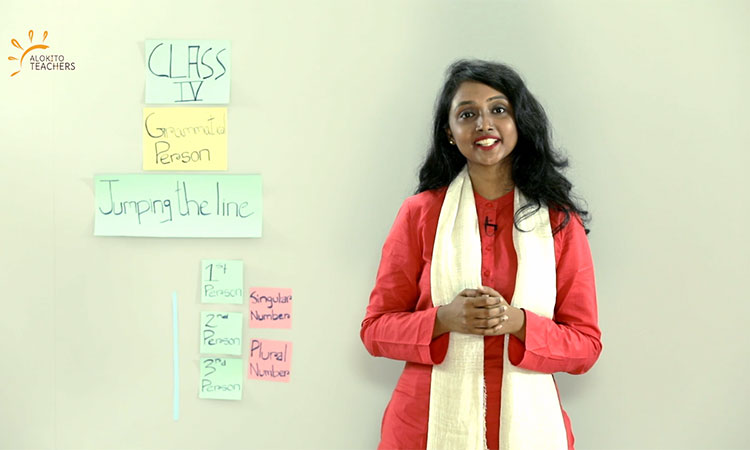 ALOKITO
TEACHERS
CLASS
IV
Grammatical
Person
Jumping the line
1st
Person
Singular
Number
2nd
Person
Plural
Number
3rd
Person